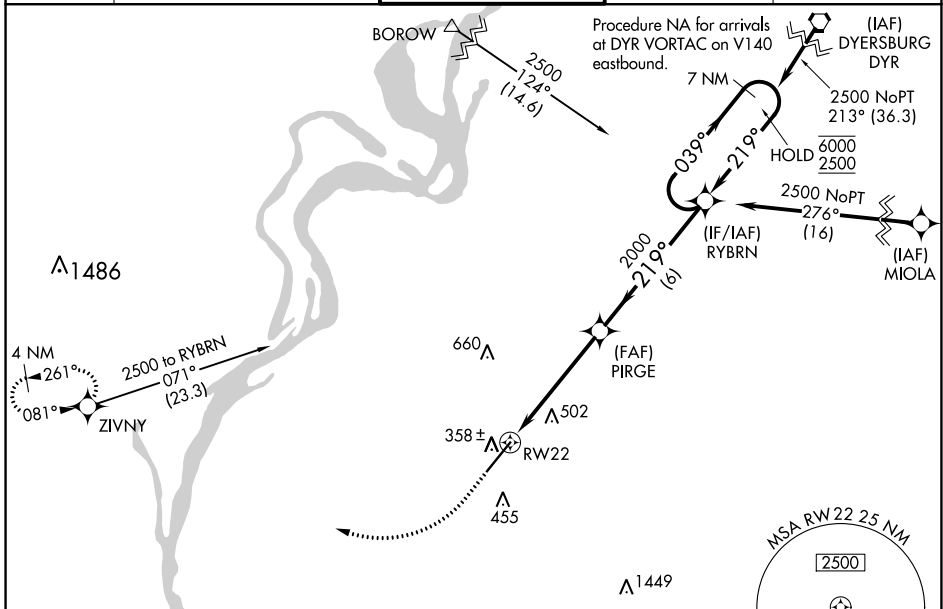 BOROW
2500
124°
(14.6)
Procedure NA for arrivals
at DYR VORTAC on V140
eastbound.
(IAF)
DYERSBURG
DYR
7 NM
2500 NoPT
213° (36.3)
039°
219°
HOLD
6000
2500
2500 NoPT
276°
(16)
(IF/IAF)
RYBRN
(IAF)
MIOLA
2000
219°
(6)
1486
4 NM
261°
081°
ZIVNY
2500 to RYBRN
071°
(23.3)
660
(FAF)
PIRGE
502
358±
RW22
455
1449
MSA RW22 25 NM
2500